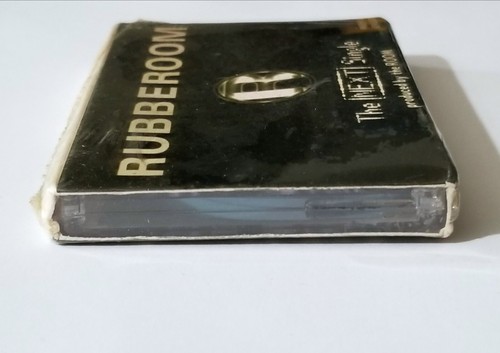 RUBBEROOM
R
The [NEXT] Single
produced by the ROOM